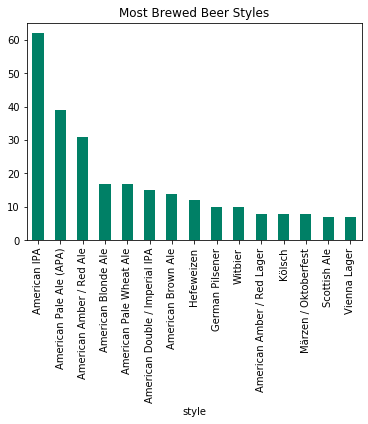 Most Brewed Beer Styles
60
50
40
30
20
10
0
American IPA
American Pale Ale (APA)
American Amber / Red Ale
American Blonde Ale
American Pale Wheat Ale
American Double / Imperial IPA
American Brown Ale
Hefeweizen
German Pilsener
Witbier
American Amber / Red Lager
Kölsch
Märzen / Oktoberfest
Scottish Ale
Vienna Lager
style